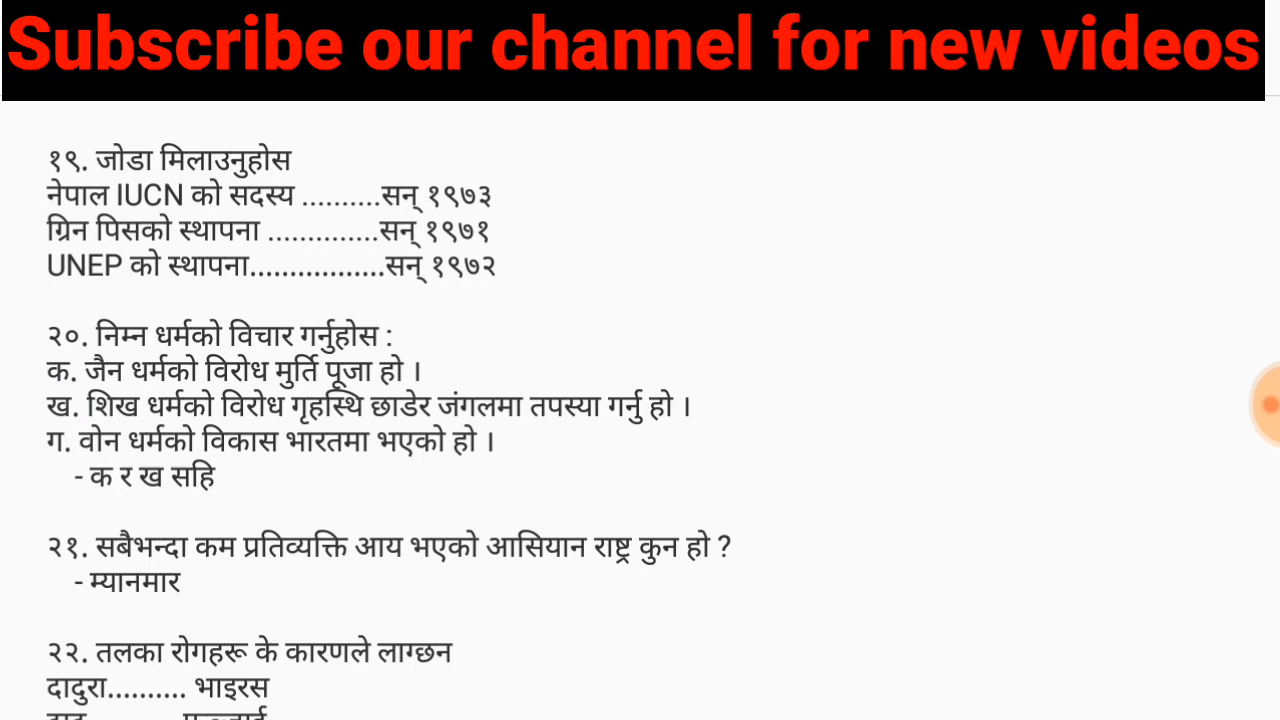 Subscribe our channel for new videos
१९. जोडा मिलाउनुहोस
नेपाल IUCN को सदस्य ..........सन् १९७३
ग्रिन पिसको स्थापना ..............सन् १९७१
UNEP को स्थापना.................सन् १९७२
२०. निम्न धर्मको विचार गर्नुहोस :
क. जैन धर्मको विरोध मुर्ति पूजा हो ।
ख. शिख धर्मको विरोध गृहस्थि छाडेर जंगलमा तपस्या गर्नु हो ।
ग. वोन धर्मको विकास भारतमा भएको हो ।
- क र ख सहि
२१. सबैभन्दा कम प्रतिव्यक्ति आय भएको आसियान राष्ट्र कुन हो ?
- म्यानमार
२२. तलका रोगहरू के कारणले लाग्छन
दादुरा.......... भाइरस